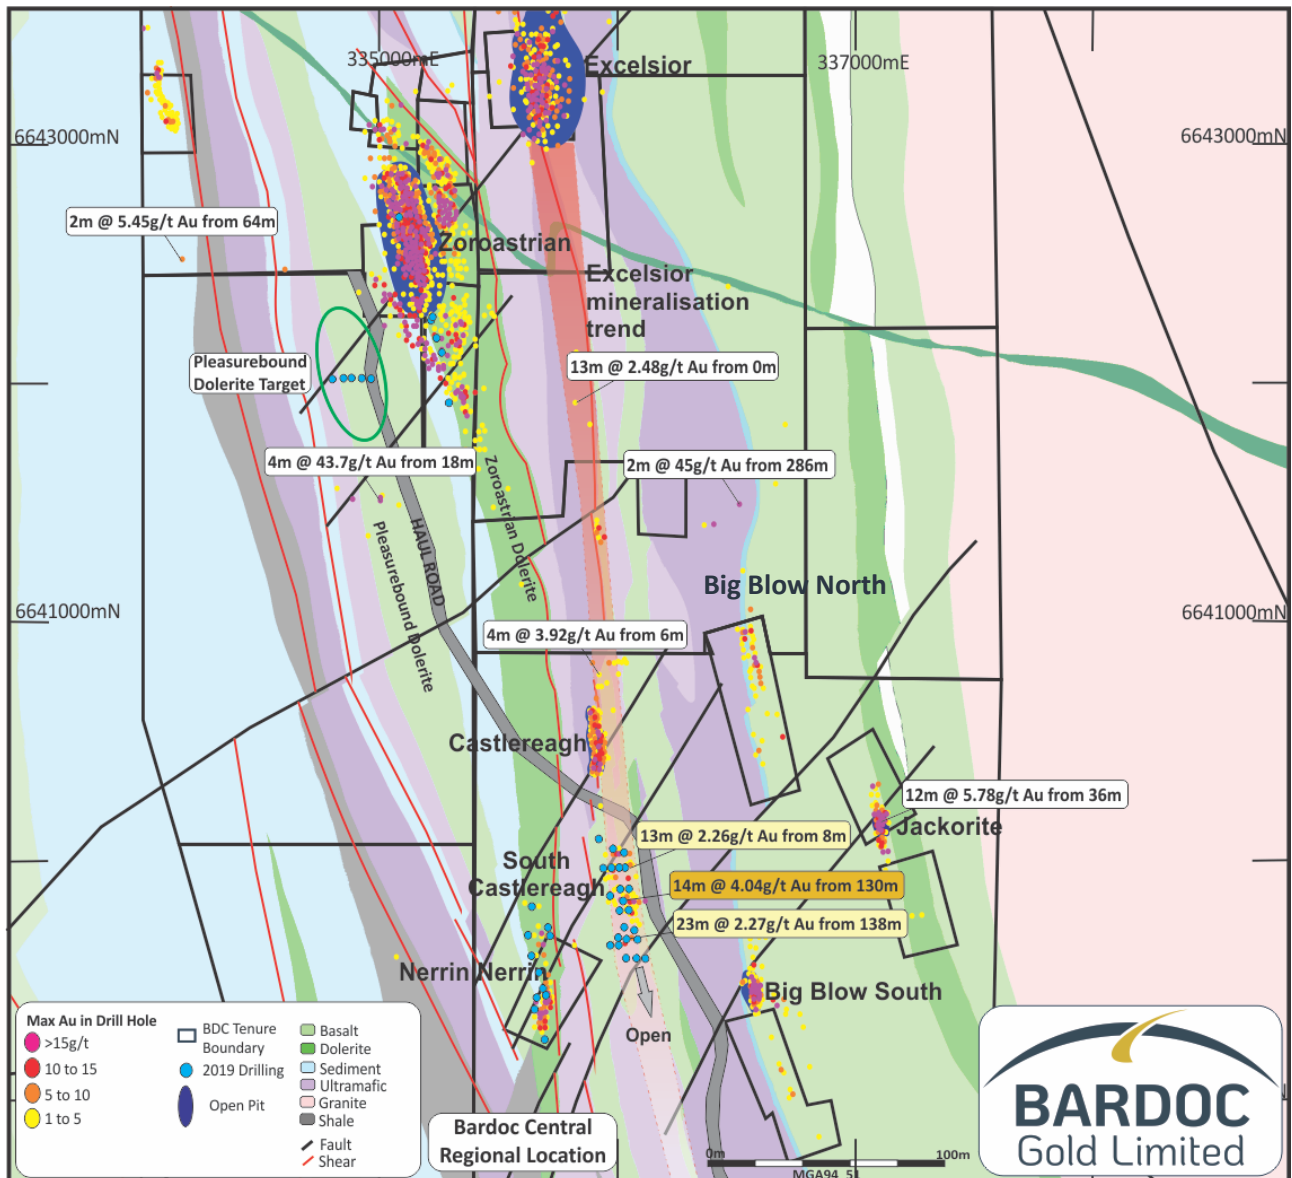 335000mE
337000mE
Excelsior
6643000mN
6643000mN
2m @ 5.45g/t Au from 64m
Zoroastrian
Excelsior
mineralisation
trend
Pleasurebound
Dolerite Target
13m @ 2.48g/t Au from 0m
4m @ 43.7g/t Au from 18m
2m @ 45g/t Au from 286m
Zoroastrian Dolerite
HAUL ROAD
Pleasurebound Dolerite
Big Blow North
6641000mN
6641000mN
4m @ 3.92g/t Au from 6m
Castlereagh
12m @ 5.78g/t Au from 36m
Jackorite
13m @ 2.26g/t Au from 8m
South
Castlereagh
14m @ 4.04g/t Au from 130m
23m @ 2.27g/t Au from 138m
Nerrin Nerrin
Big Blow South
Open
Max Au in Drill Hole
>15g/t
10 to 15
5 to 10
1 to 5
BDC Tenure
Boundary
2019 Drilling
Open Pit
Basalt
Dolerite
Sediment
Ultramafic
Granite
Shale
Fault
Shear
Bardoc Central
Regional Location
0m
100m
MGA94
BARDOC
Gold Limited